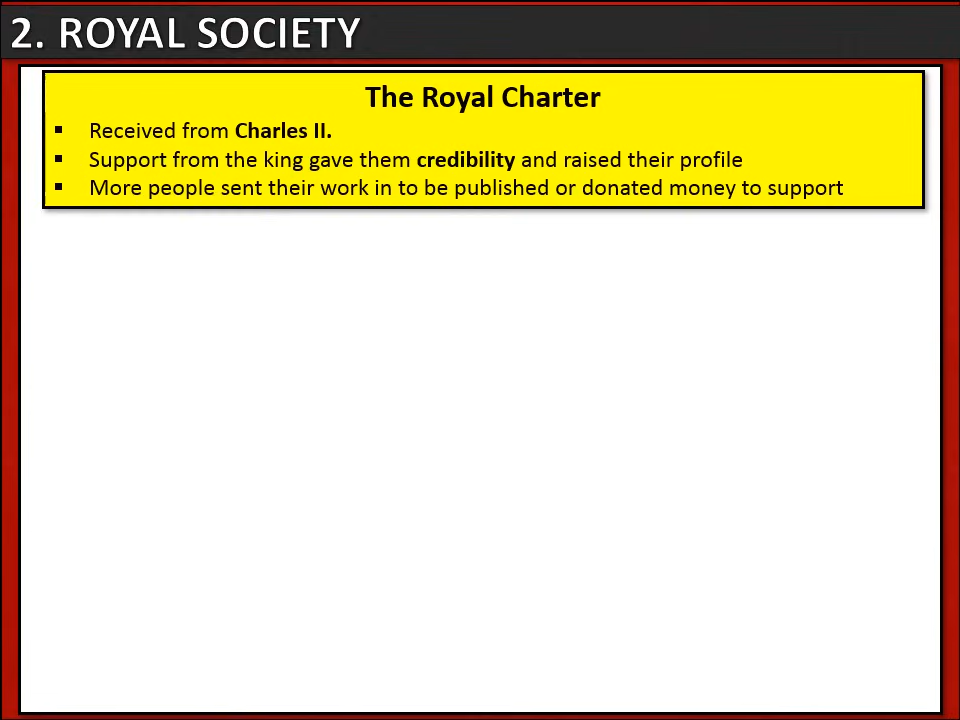 2. ROYAL SOCIETY
The Royal Charter
▪ Received from Charles II.
▪ Support from the king gave them credibility and raised their profile
▪ More people sent their work in to be published or donated money to support